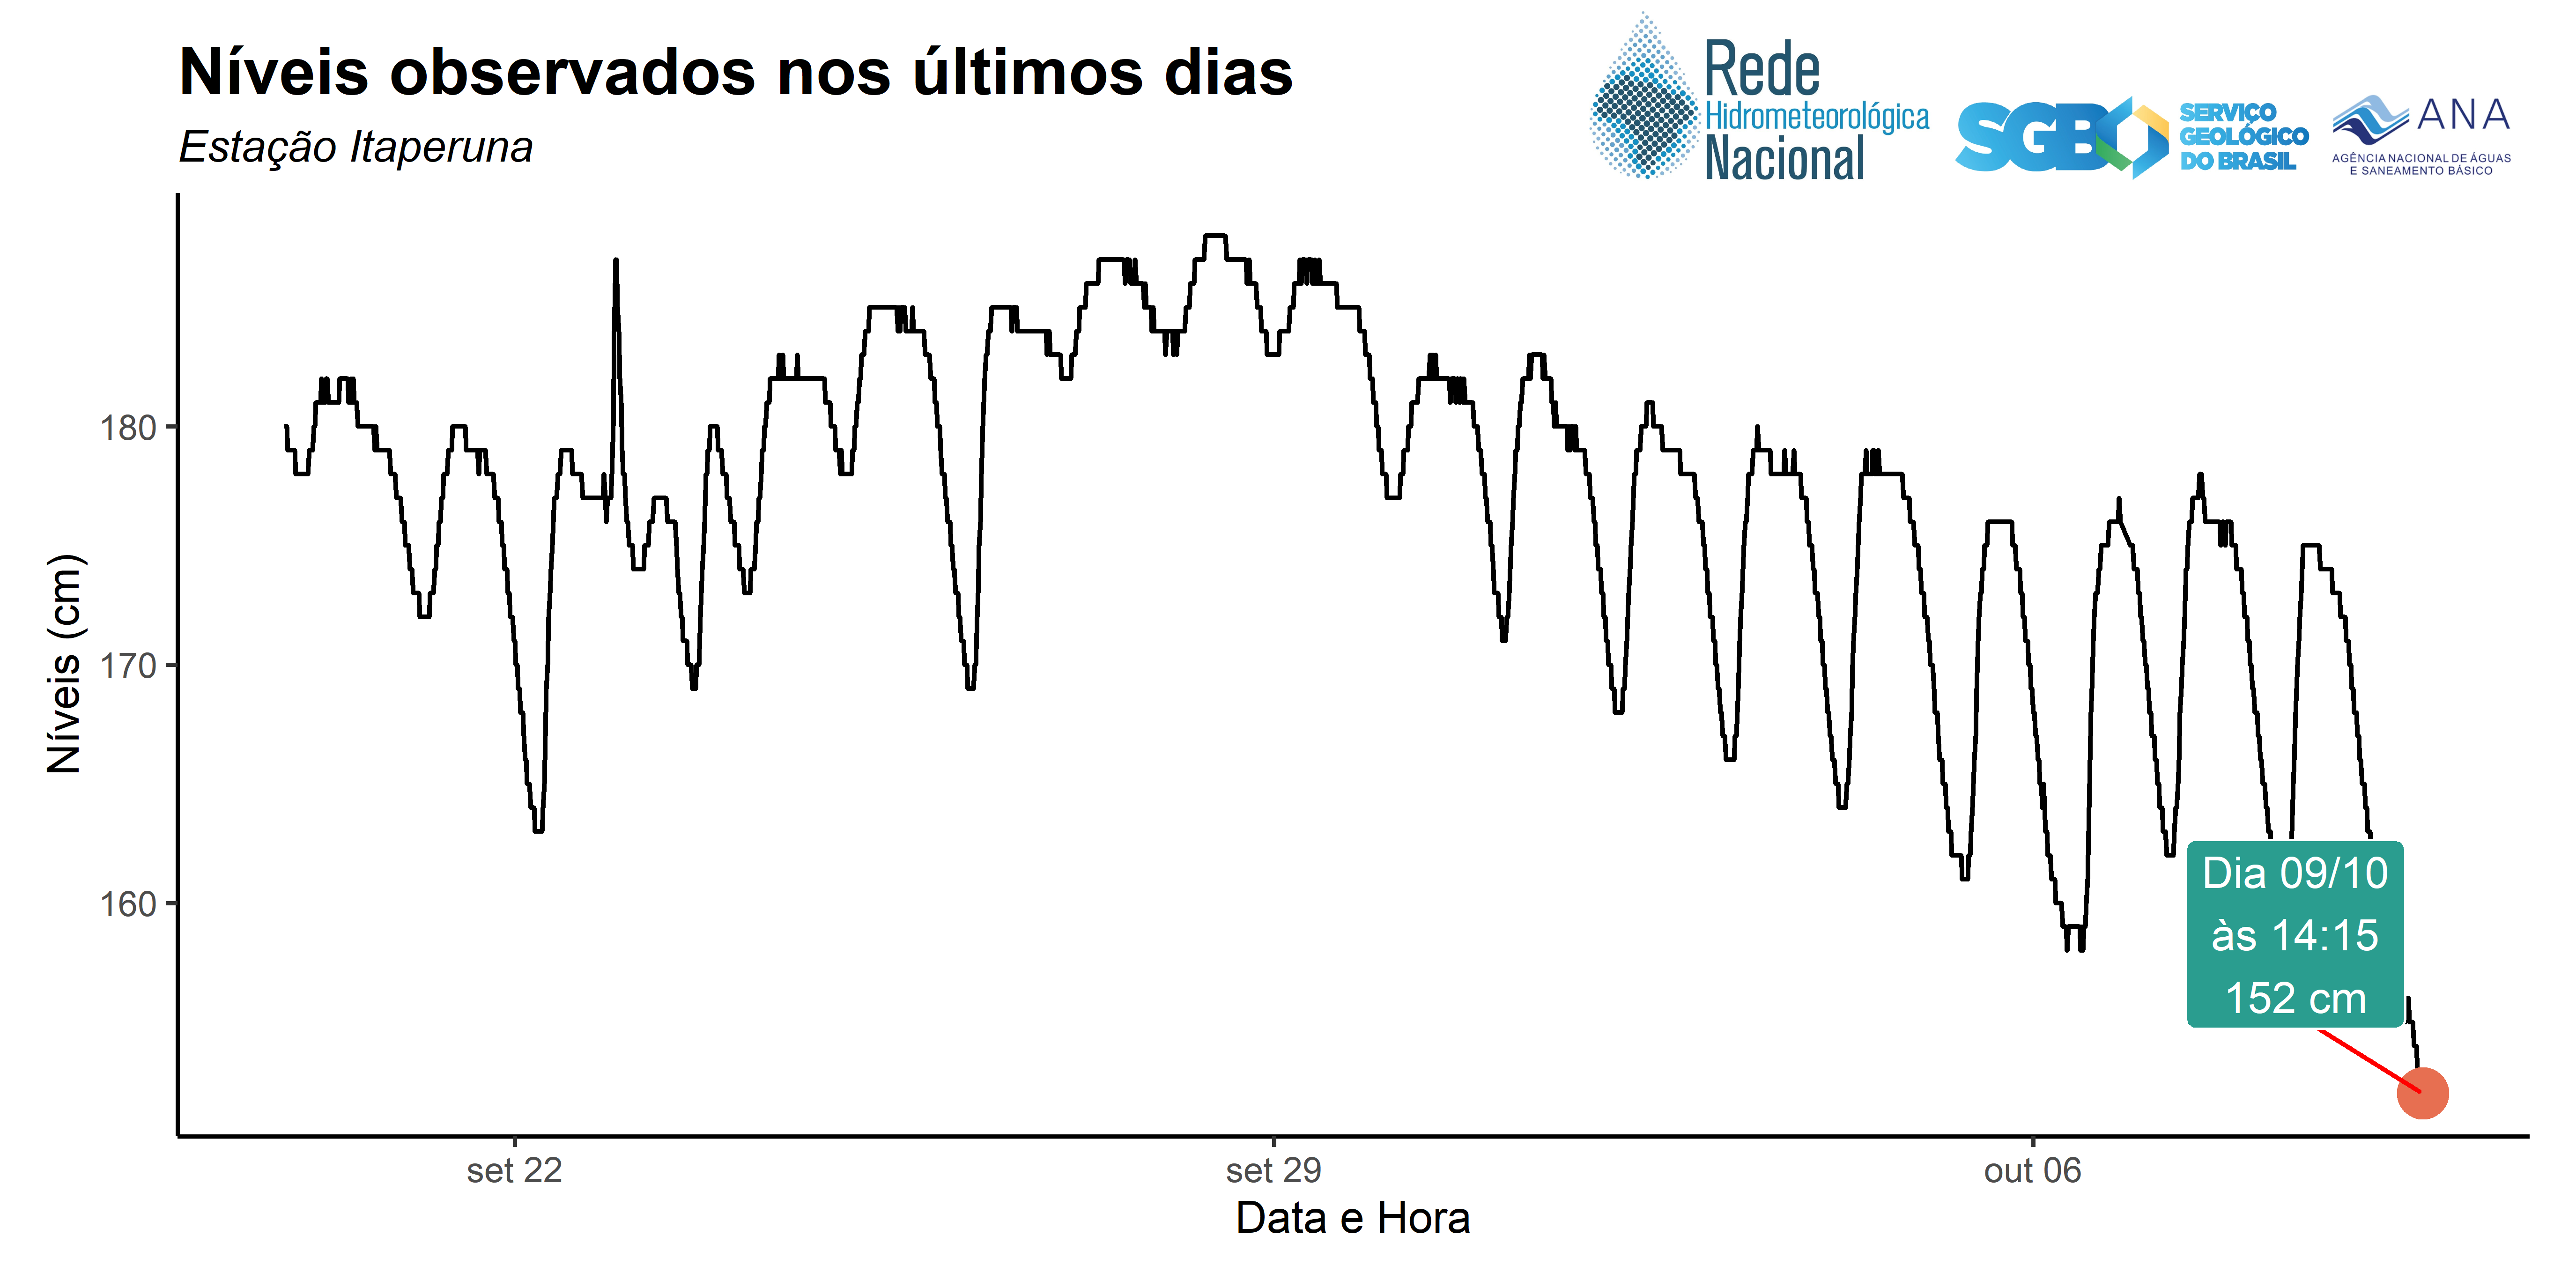 Níveis observados nos últimos dias
Estação Itaperuna
Rede
Hidrometeorológica
Nacional
SGB
SERVIÇO
GEOLÓGICO
DO BRASIL
ANA
AGÊNCIA NACIONAL DE ÁGUAS
E SANEAMENTO BÁSICO
Níveis (cm)
180
170
160
Dia 09/10
às 14:15
152 cm
set 22
set 29
out 06
Data e Hora